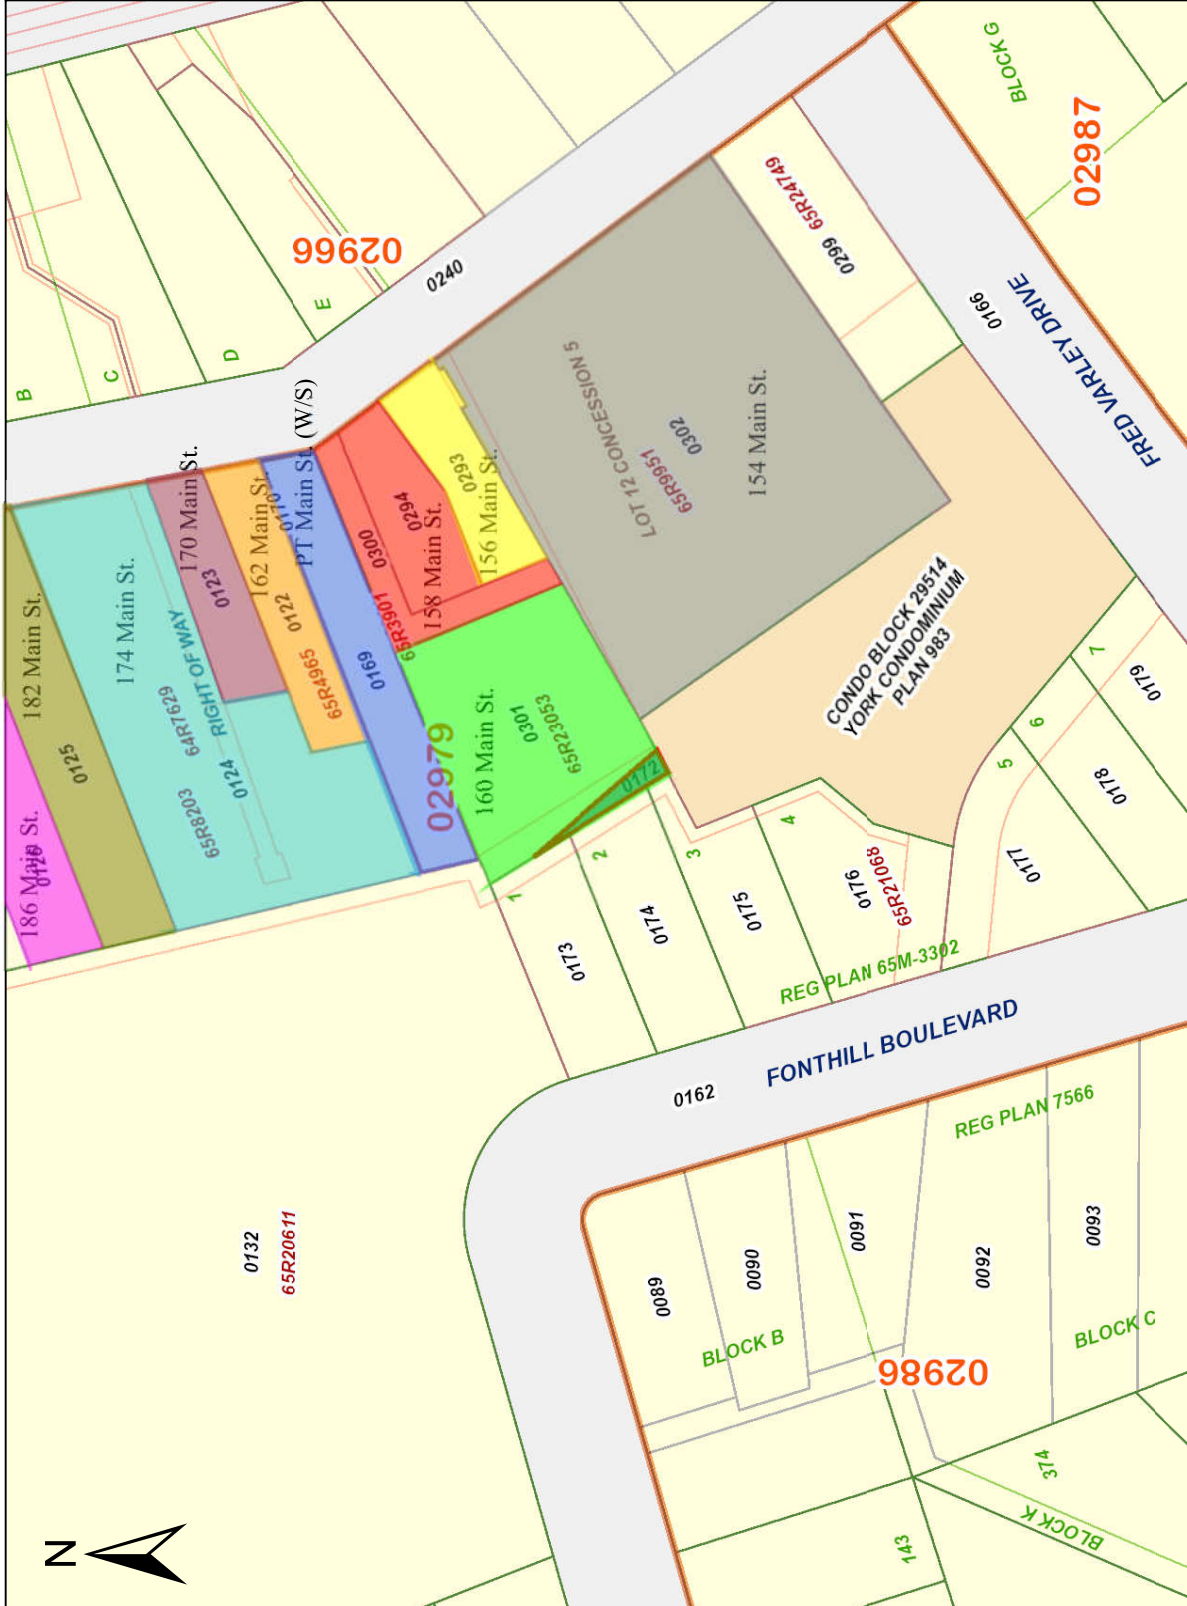 BLOCK G
02987
65R24749
0299
02966
0240
B
C
D
E
0166
FRED VARLEY DRIVE
LOT 12 CONCESSION 5
0302
65R9951
154 Main St.
PT Main St. (W/S)
170 Main St.
162 Main St.
0170
0293
156 Main St.
0294
0300
158 Main St.
65R3901
0123
0122
65R4965
0169
174 Main St.
RIGHT OF WAY
64R7629
0124
65R8203
182 Main St.
0125
186 Main St.
0126
02979
160 Main St.
0301
65R23053
0172
CONDO BLOCK 29514
YORK CONDOMINIUM
PLAN 983
7
0179
6
0178
5
0177
4
0176
65R21068
3
0175
2
0174
1
0173
REG PLAN 65M-3302
FONTHILL BOULEVARD
0162
REG PLAN 7566
0132
65R20611
0089
0090
0091
0092
0093
BLOCK B
BLOCK C
02986
374
BLOCK K
143
N